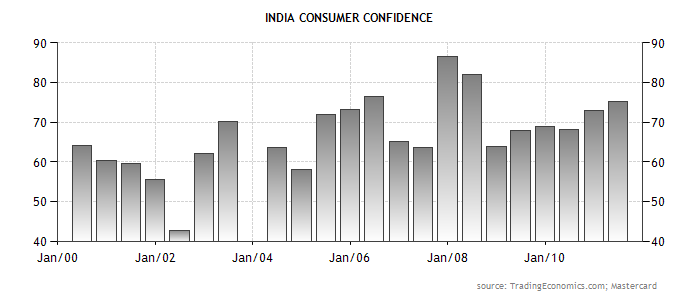 INDIA CONSUMER CONFIDENCE
90 90
80 80
70 70
60 60
50 50
40 40
Jan/00 Jan/02 Jan/04 Jan/06 Jan/08 Jan/10
source: TradingEconomics.com; Mastercard